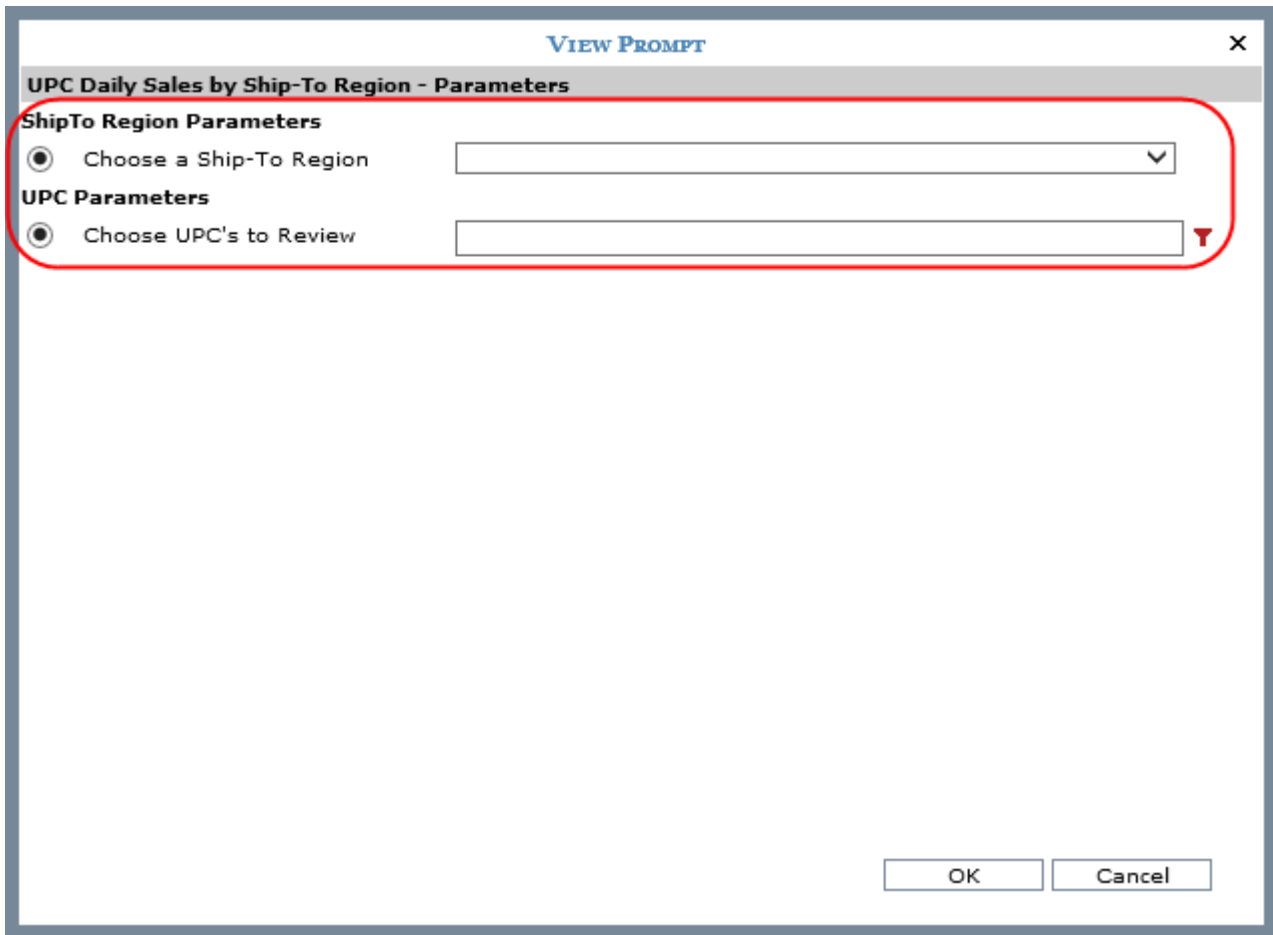 View Prompt
UPC Daily Sales by Ship-To Region - Parameters
ShipTo Region Parameters
Choose a Ship-To Region
UPC Parameters
Choose UPC's to Review
OK Cancel